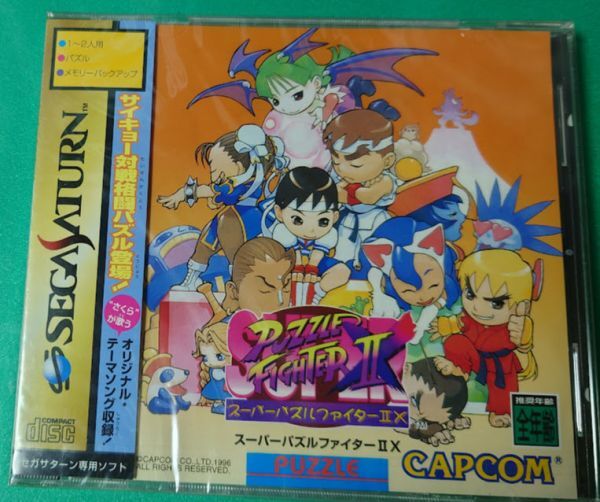 1〜2人用
パズル
メモリーバックアップ
SEGA SATURN™
サイキョー対戦格闘パズル登場!
"さくら"が歌う
オリジナル・テーマソング収録!
COMPACT
disc
セガサターン専用ソフト
SUPER
PUZZLE
FIGHTER II X
スーパーパズルファイターIIX
スーパーパズルファイターIIX
©CAPCOM CO., LTD.1996
ALL RIGHTS RESERVED.
PUZZLE
推奨年齢
全年齢
CAPCOM®